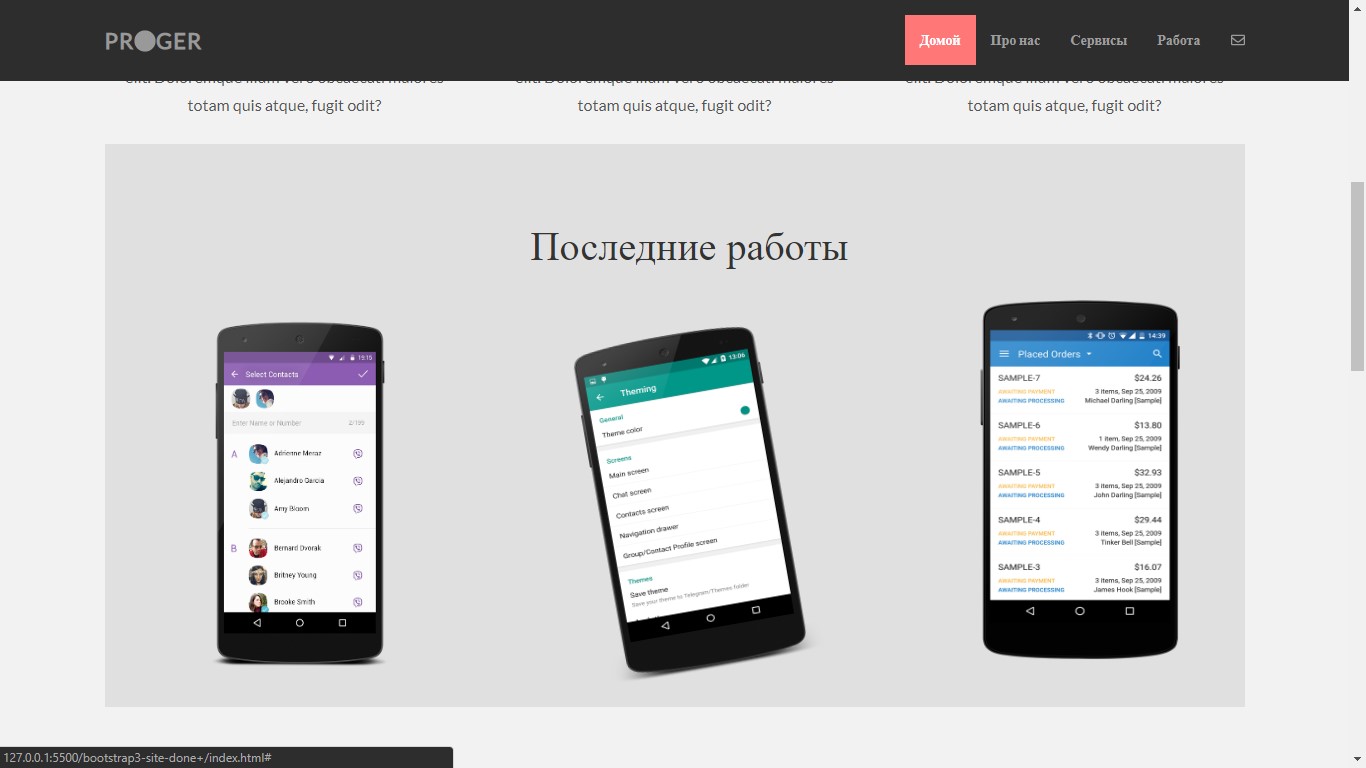 PROGER
Домой Про нас Сервисы Работа
totam quis atque, fugit odit? totam quis atque, fugit odit? totam quis atque, fugit odit?
Последние работы
15:15
Select Contacts
Enter Name or Number
A Adrienne Meraz
Alejandro Garcia
Amy Bloom
B Bernard Dvorak
Britney Young
Brooke Smith
13:06
Theming
General
Theme color
Screens
Main screen
Chat screen
Contacts screen
Navigation drawer
Group/Contact Profile screen
Themes
Save theme
Save your theme to Telegram/Themes folder
14:39
Placed Orders
SAMPLE-7 $24.26
AWAITING PAYMENT 3 items, Sep 25, 2009
AWAITING PROCESSING Michael Darling [Sample]
SAMPLE-6 $13.80
AWAITING PAYMENT 1 item, Sep 25, 2009
AWAITING PROCESSING Wendy Darling [Sample]
SAMPLE-5 $32.93
AWAITING PAYMENT 3 items, Sep 25, 2009
AWAITING PROCESSING John Darling [Sample]
SAMPLE-4 $29.44
AWAITING PAYMENT 3 items, Sep 25, 2009
AWAITING PROCESSING Tinker Bell [Sample]
SAMPLE-3 $16.07
AWAITING PAYMENT 3 items, Sep 25, 2009
AWAITING PROCESSING James Hook [Sample]
127.0.0.1:5500/bootstrap3-site-done+/index.html#